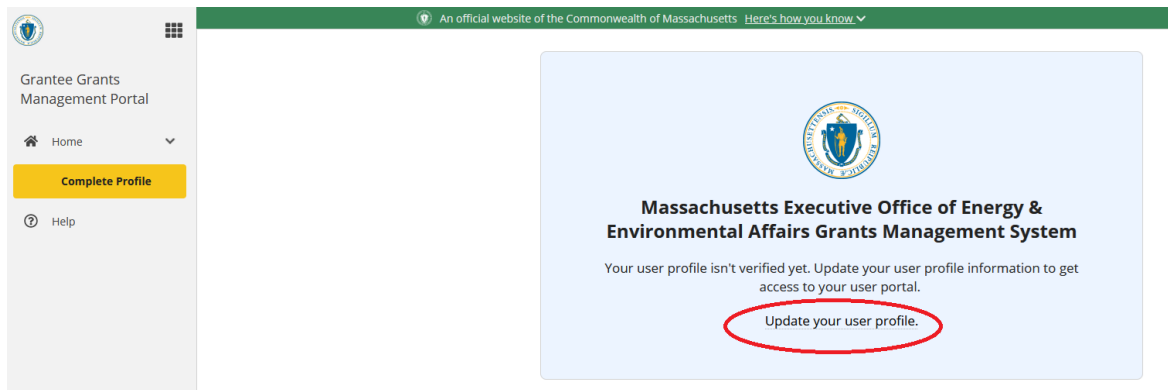 An official website of the Commonwealth of Massachusetts Here's how you know
Grantee Grants
Management Portal
Home
Complete Profile
Help
Massachusetts Executive Office of Energy &
Environmental Affairs Grants Management System
Your user profile isn't verified yet. Update your user profile information to get
access to your user portal.
Update your user profile.